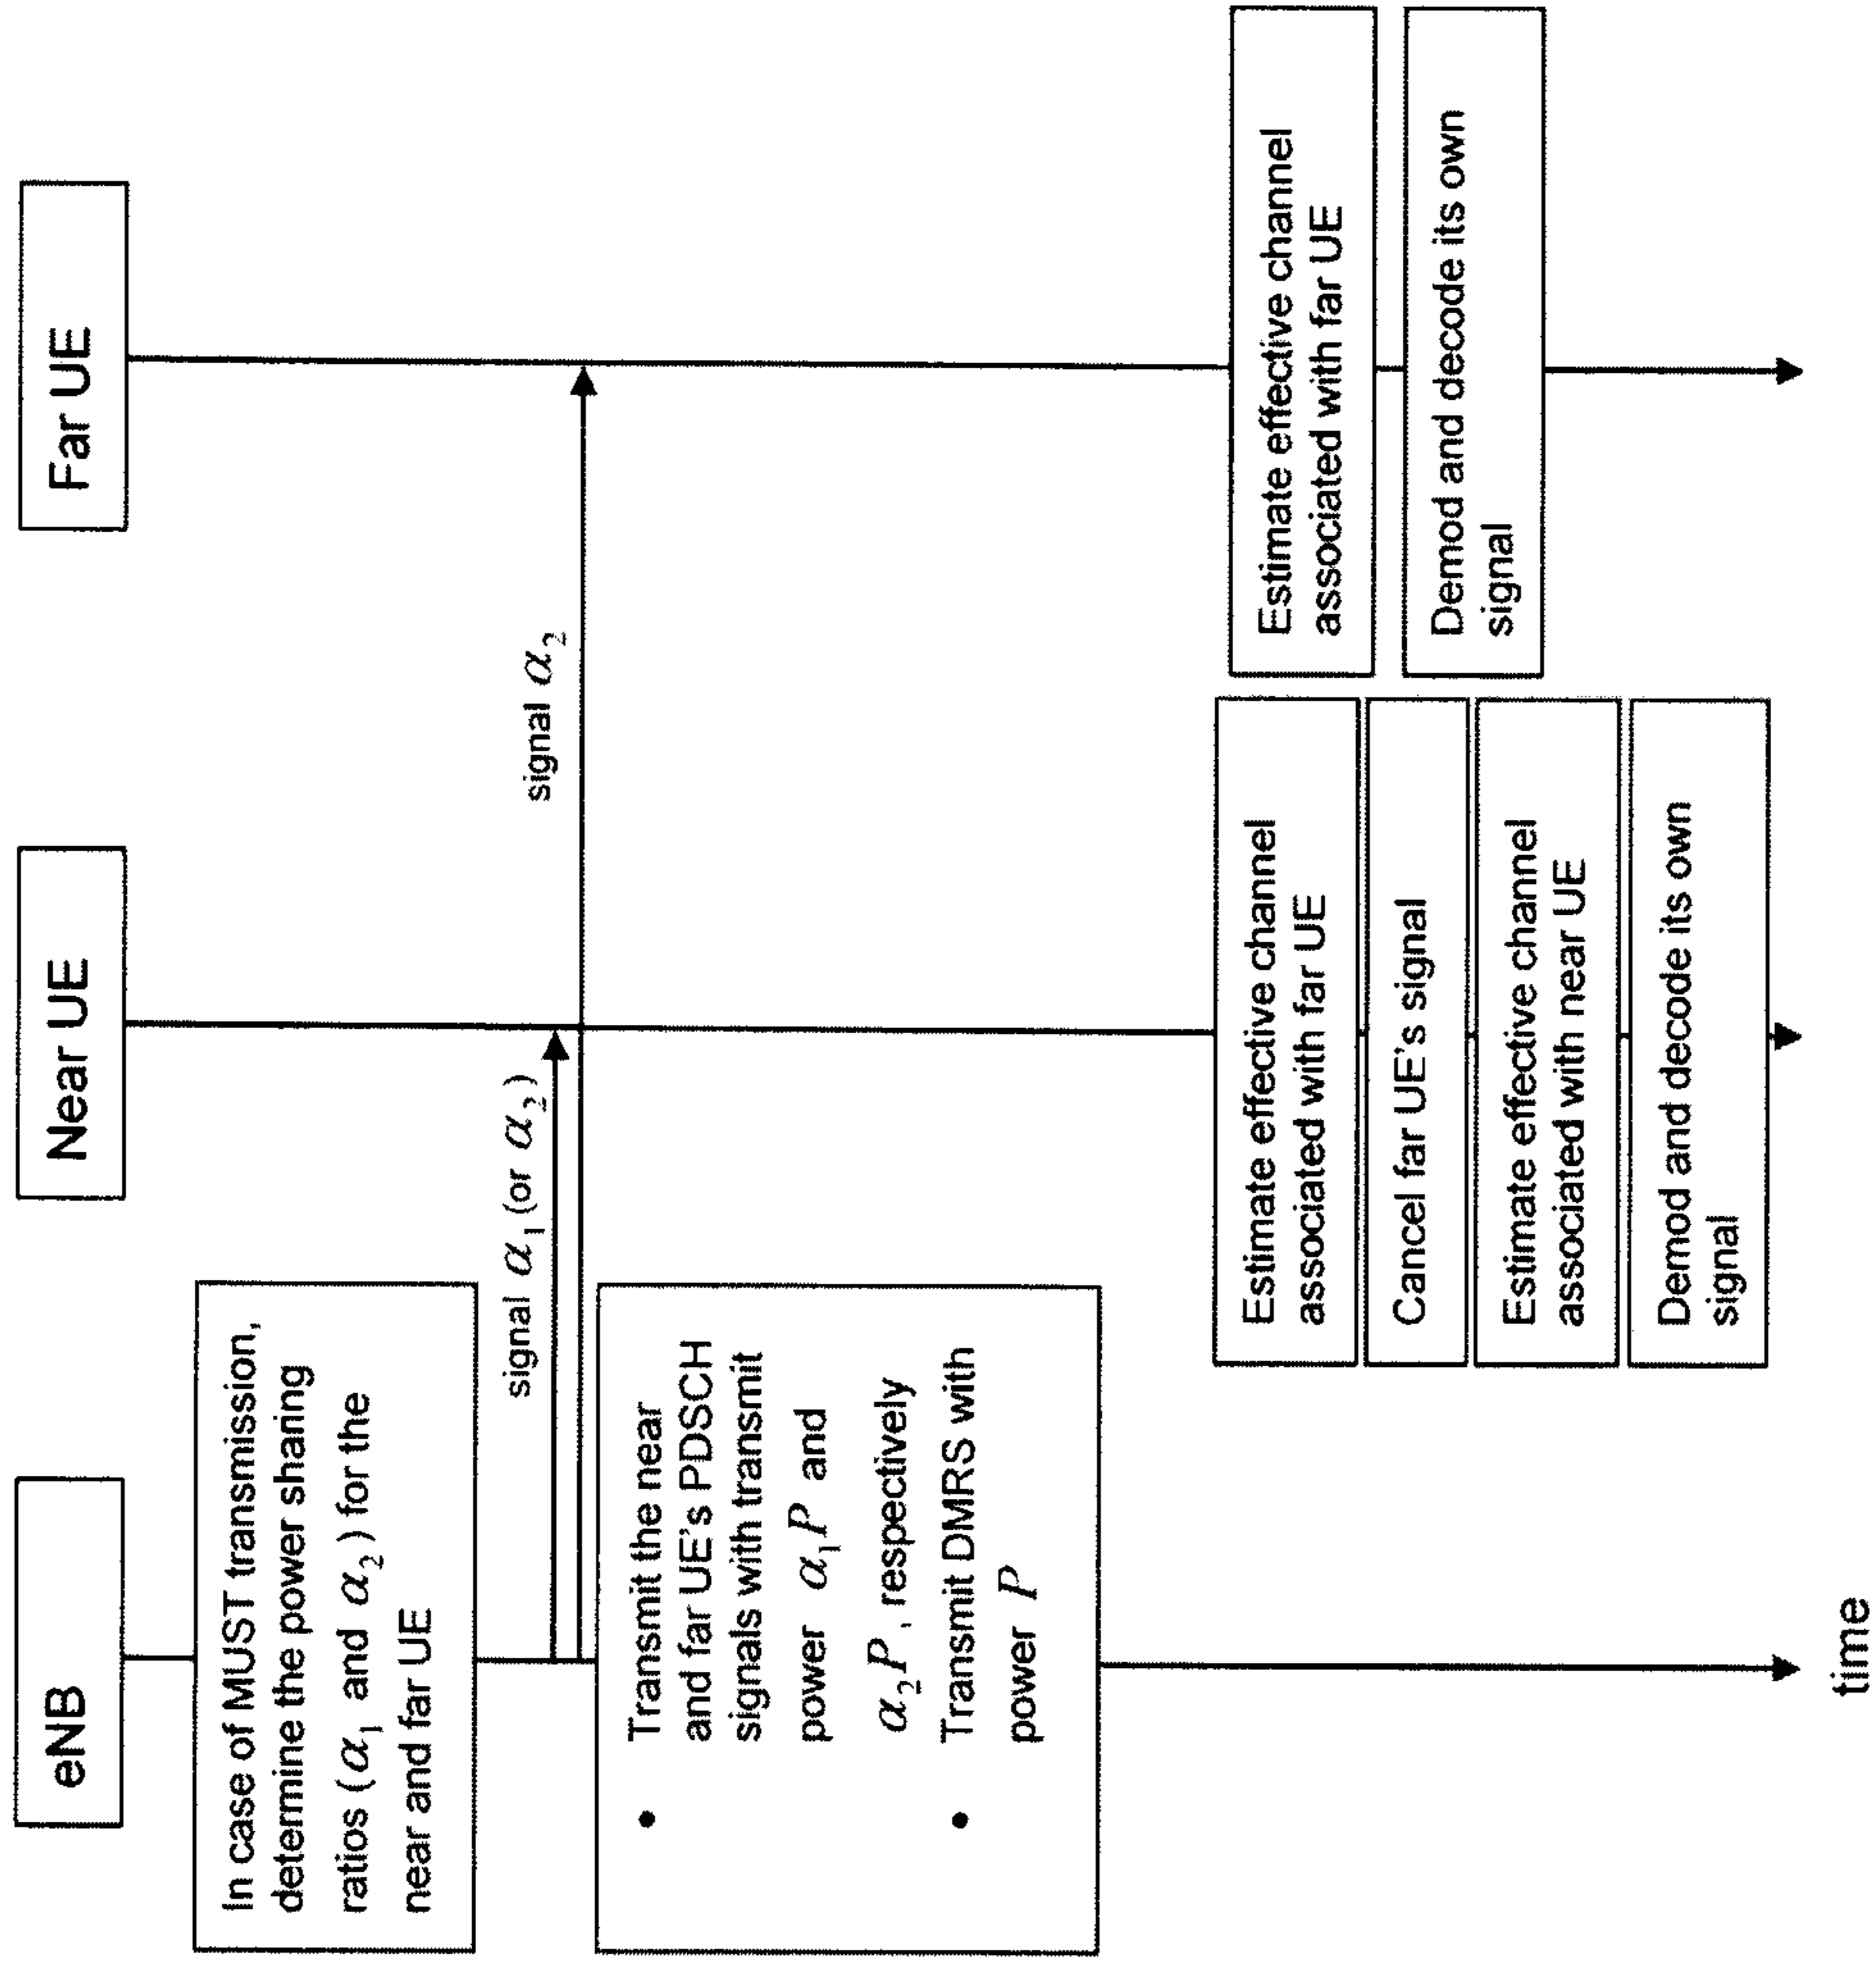 eNB
Near UE
Far UE
In case of MUST transmission,
determine the power sharing
ratios (α₁ and α₂) for the
near and far UE
signal α₁ (or α₂)
signal α₂
• Transmit the near
and far UE's PDSCH
signals with transmit
power α₁P and
α₂P, respectively
• Transmit DMRS with
power P
Estimate effective channel
associated with far UE
Cancel far UE's signal
Estimate effective channel
associated with near UE
Demod and decode its own
signal
Estimate effective channel
associated with far UE
Demod and decode its own
signal
time